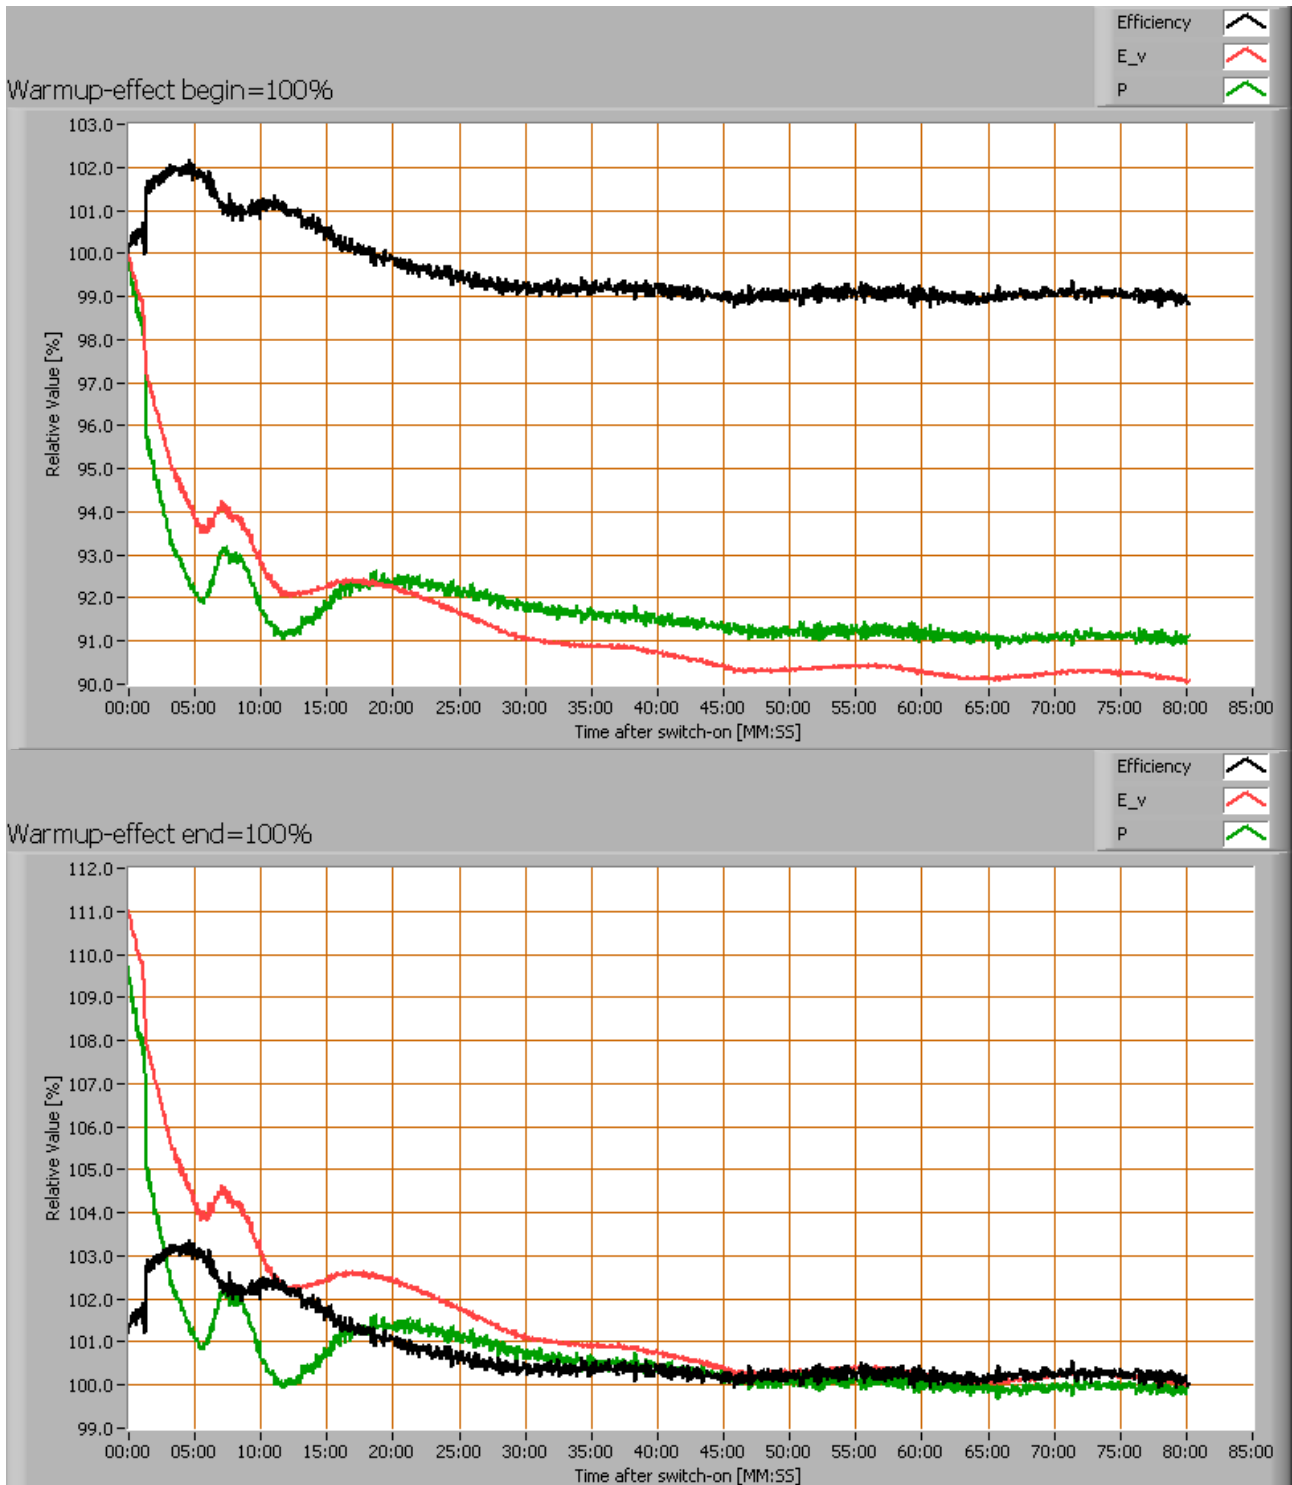 Efficiency
E_v
Warmup-effect begin=100%
P
103.0
102.0
101.0
100.0
99.0
98.0
97.0
96.0
95.0
94.0
93.0
92.0
91.0
90.0
Relative Value [%]
00:00 05:00 10:00 15:00 20:00 25:00 30:00 35:00 40:00 45:00 50:00 55:00 60:00 65:00 70:00 75:00 80:00 85:00
Time after switch-on [MM:SS]
Efficiency
E_v
Warmup-effect end=100%
P
112.0
111.0
110.0
109.0
108.0
107.0
106.0
105.0
104.0
103.0
102.0
101.0
100.0
99.0
Relative Value [%]
00:00 05:00 10:00 15:00 20:00 25:00 30:00 35:00 40:00 45:00 50:00 55:00 60:00 65:00 70:00 75:00 80:00 85:00
Time after switch-on [MM:SS]